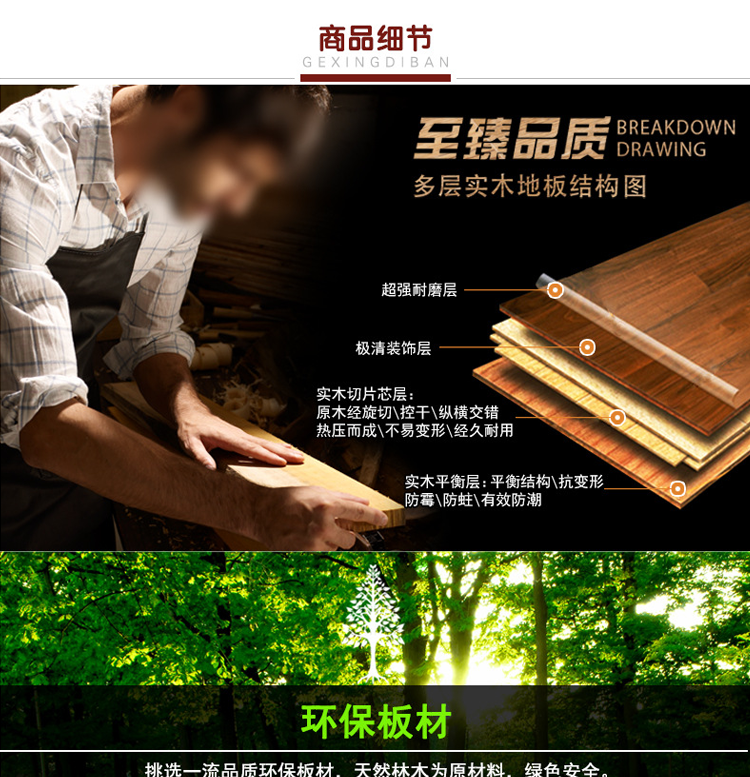 商品细节
GEXINGDIBAN
至臻品质
BREAKDOWN
DRAWING
多层实木地板结构图
超强耐磨层
极清装饰层
实木切片芯层：
原木经旋切\控干\纵横交错
热压而成\不易变形\经久耐用
实木平衡层：平衡结构\抗变形
防霉\防蛀\有效防潮
环保板材
挑选一流品质环保板材，天然林木为原材料，绿色安全。